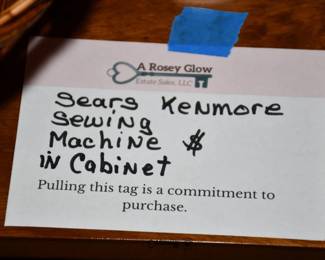 A Rosey Glow
Estate Sales, LLC
Sears Kenmore
Sewing
Machine $
in Cabinet
Pulling this tag is a commitment to
purchase.